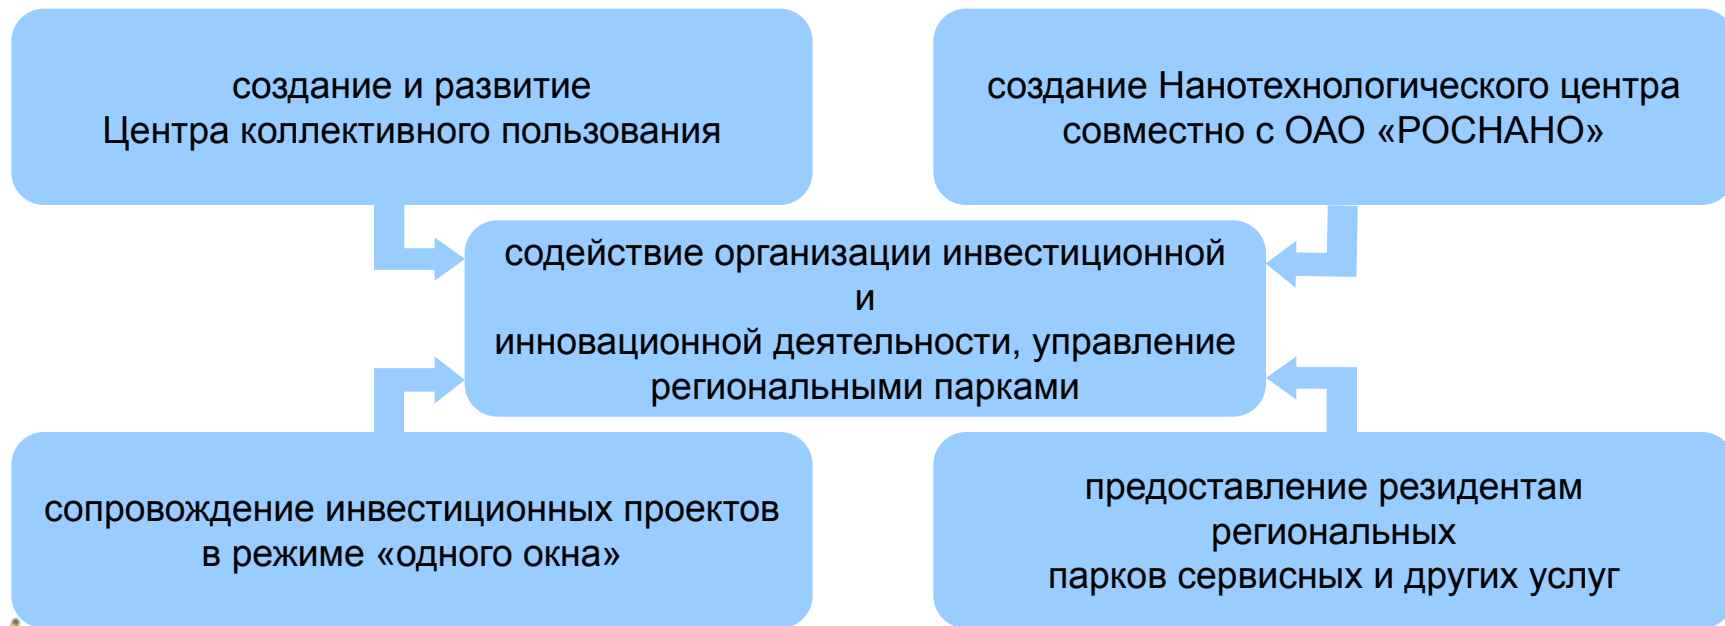 создание и развитие
Центра коллективного пользования
создание Нанотехнологического центра
совместно с ОАО «РОСНАНО»
содействие организации инвестиционной
и
инновационной деятельности, управление
региональными парками
сопровождение инвестиционных проектов
в режиме «одного окна»
предоставление резидентам
региональных
парков сервисных и других услуг